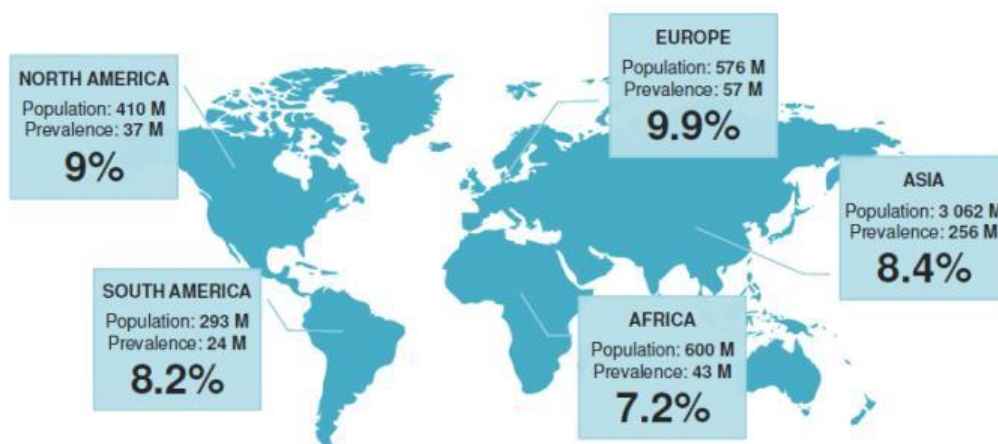 NORTH AMERICA
Population: 410 M
Prevalence: 37 M
9%
EUROPE
Population: 576 M
Prevalence: 57 M
9.9%
ASIA
Population: 3 062 M
Prevalence: 256 M
8.4%
SOUTH AMERICA
Population: 293 M
Prevalence: 24 M
8.2%
AFRICA
Population: 600 M
Prevalence: 43 M
7.2%